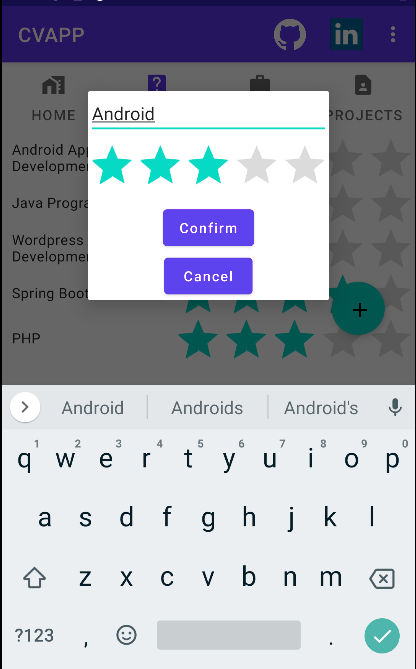 CVAPP
in
HOME
PROJECTS
Android
Android App
Development
Java Progra
Wordpress
Development
Spring Boot
PHP
Confirm
Cancel
+
Android Androids Android's
1 2 3 4 5 6 7 8 9 0
q w e r t y u i o p
a s d f g h j k l
z x c v b n m
?123 , .